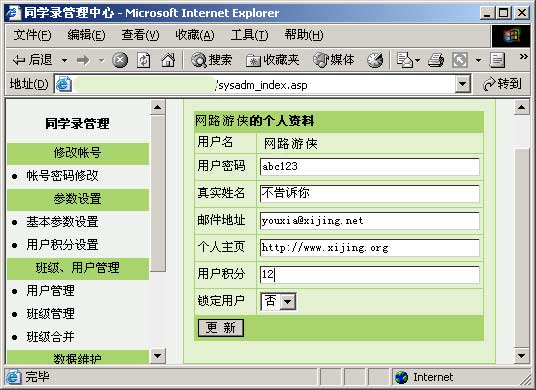 同学录管理中心 - Microsoft Internet Explorer
文件(F) 编辑(E) 查看(V) 收藏(A) 工具(T) 帮助(H)
后退 搜索 收藏夹 媒体
地址(D) /sysadm_index.asp 转到
同学录管理
修改帐号
帐号密码修改
参数设置
基本参数设置
用户积分设置
班级、用户管理
用户管理
班级管理
班级合并
数据维护
网路游侠的个人资料
用户名 网路游侠
用户密码 abc123
真实姓名 不告诉你
邮件地址 youxia@xijing.net
个人主页 http://www.xijing.org
用户积分 12
锁定用户 否
更 新
完毕 Internet